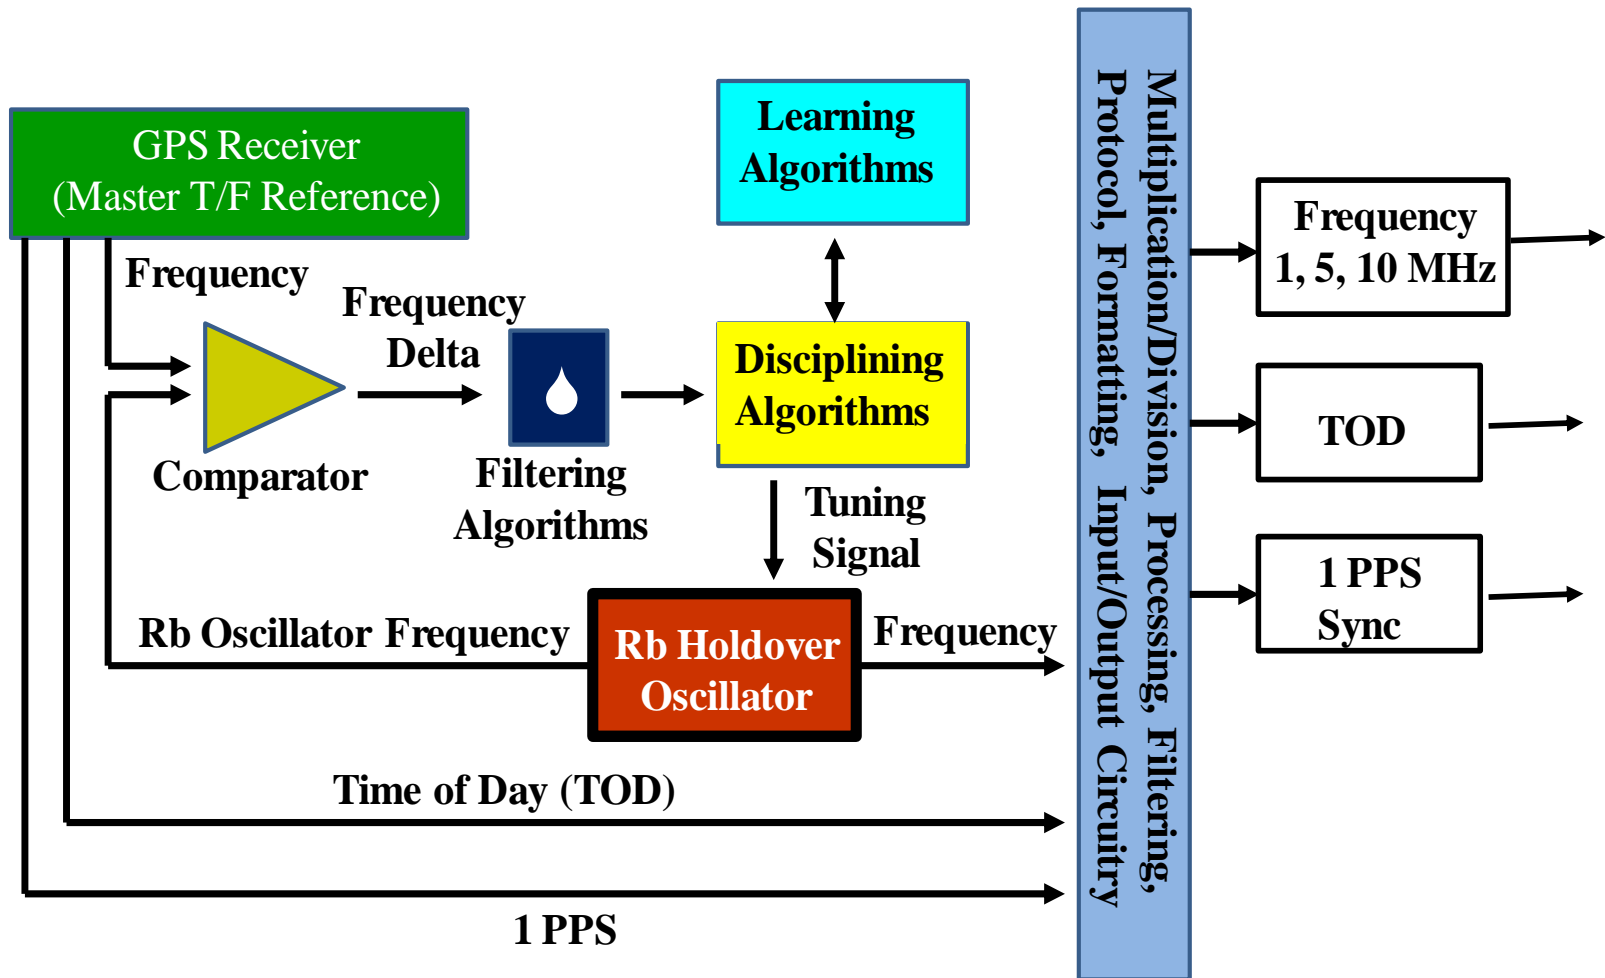 GPS Receiver
(Master T/F Reference)
Learning
Algorithms
Frequency
Frequency
Delta
Disciplining
Algorithms
Comparator
Filtering
Algorithms
Tuning
Signal
Rb Oscillator Frequency
Rb Holdover
Oscillator
Frequency
Time of Day (TOD)
1 PPS
Multiplication/Division, Processing, Filtering,
Protocol, Formatting, Input/Output Circuitry
Frequency
1, 5, 10 MHz
TOD
1 PPS
Sync